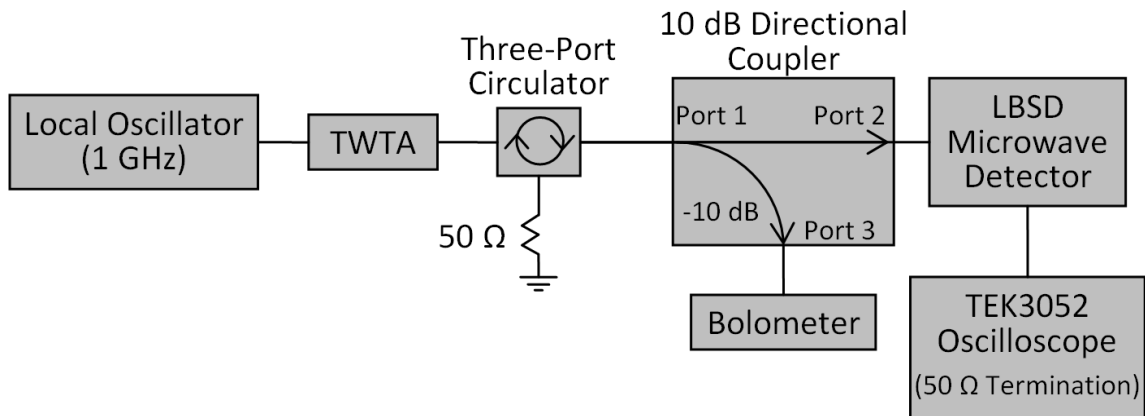 10 dB Directional
Coupler
Three-Port
Circulator
Local Oscillator
(1 GHz)
TWTA
Port 1
Port 2
LBSD
Microwave
Detector
-10 dB
Port 3
50 Ω
Bolometer
TEK3052
Oscilloscope
(50 Ω Termination)